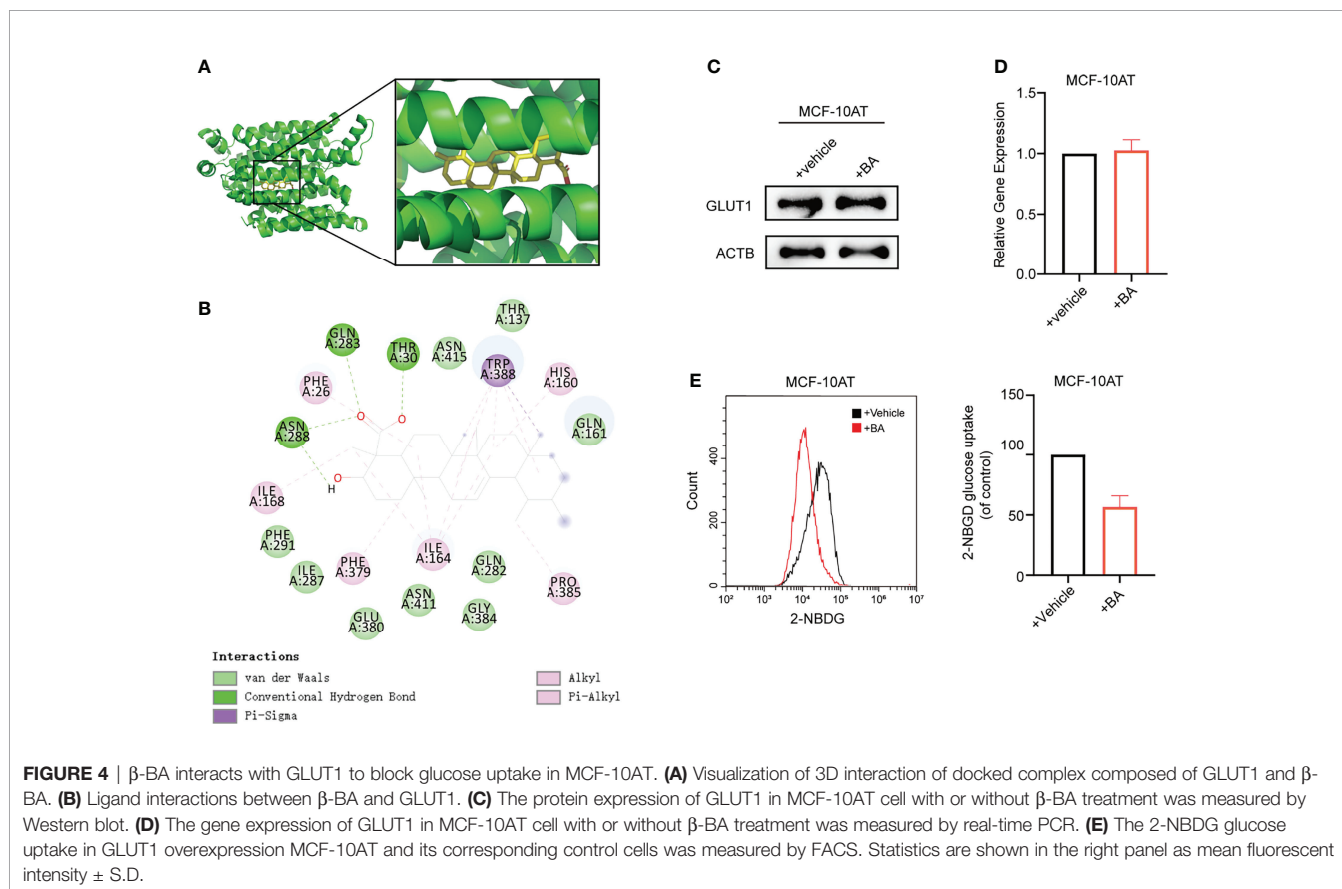 A
B
GLN
A:283
THR
A:30
ASN
A:415
THR
A:137
TRP
A:388
HIS
A:160
PHE
A:26
GLN
A:161
ASN
A:288
O
O
O
H
ILE
A:168
PHE
A:291
ILE
A:287
PHE
A:379
ILE
A:164
GLN
A:282
PRO
A:385
GLU
A:380
ASN
A:411
GLY
A:384
Interactions
van der Waals
Conventional Hydrogen Bond
Pi-Sigma
Alkyl
Pi-Alkyl
C
MCF-10AT
+vehicle
+BA
GLUT1
ACTB
D
MCF-10AT
Relative Gene Expression
1.5
1.0
0.5
0.0
+vehicle
+BA
E
MCF-10AT
+Vehicle
+BA
Count
400
200
0
10² 10³ 10⁴ 10⁵ 10⁶ 10⁷
2-NBDG
MCF-10AT
2-NBGD glucose uptake
(of control)
150
100
50
0
+Vehicle
+BA
FIGURE 4 | β-BA interacts with GLUT1 to block glucose uptake in MCF-10AT. (A) Visualization of 3D interaction of docked complex composed of GLUT1 and β-
BA. (B) Ligand interactions between β-BA and GLUT1. (C) The protein expression of GLUT1 in MCF-10AT cell with or without β-BA treatment was measured by
Western blot. (D) The gene expression of GLUT1 in MCF-10AT cell with or without β-BA treatment was measured by real-time PCR. (E) The 2-NBDG glucose
uptake in GLUT1 overexpression MCF-10AT and its corresponding control cells was measured by FACS. Statistics are shown in the right panel as mean fluorescent
intensity ± S.D.